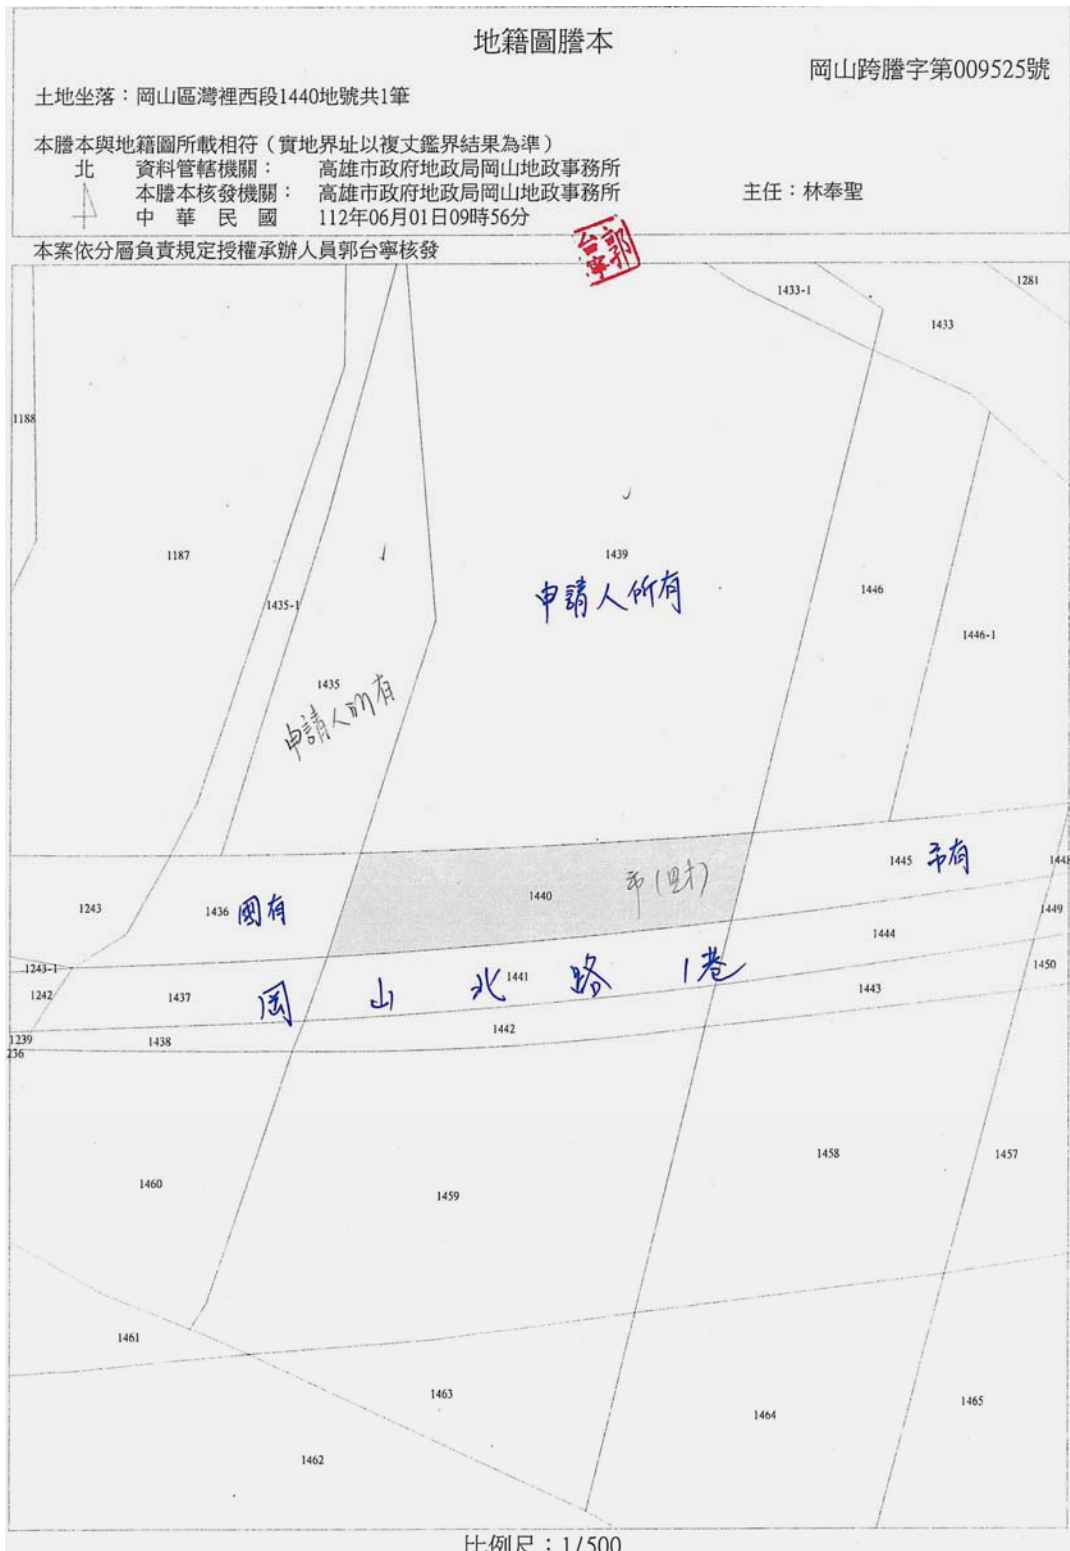 地籍圖謄本
岡山跨謄字第009525號
土地坐落：岡山區灣裡西段1440地號共1筆
本謄本與地籍圖所載相符（實地界址以複丈鑑界結果為準）
北
資料管轄機關： 高雄市政府地政局岡山地政事務所
本謄本核發機關： 高雄市政府地政局岡山地政事務所 主任：林奉聖
中華民國 112年06月01日09時56分
本案依分層負責規定授權承辦人員郭台寧核發
郭台寧
1281
1433-1
1433
1188
1187
1439
申請人所有
1446
1435-1
1446-1
1435
申請人所有
1445 市有
1448
1440 市(財)
1243
1436 國有
1449
1444
1450
1243-1
1242
1437
1441
岡山北路1巷
1443
1442
1239
236
1438
1458
1457
1460
1459
1461
1463
1464
1465
1462
比例尺：1/500